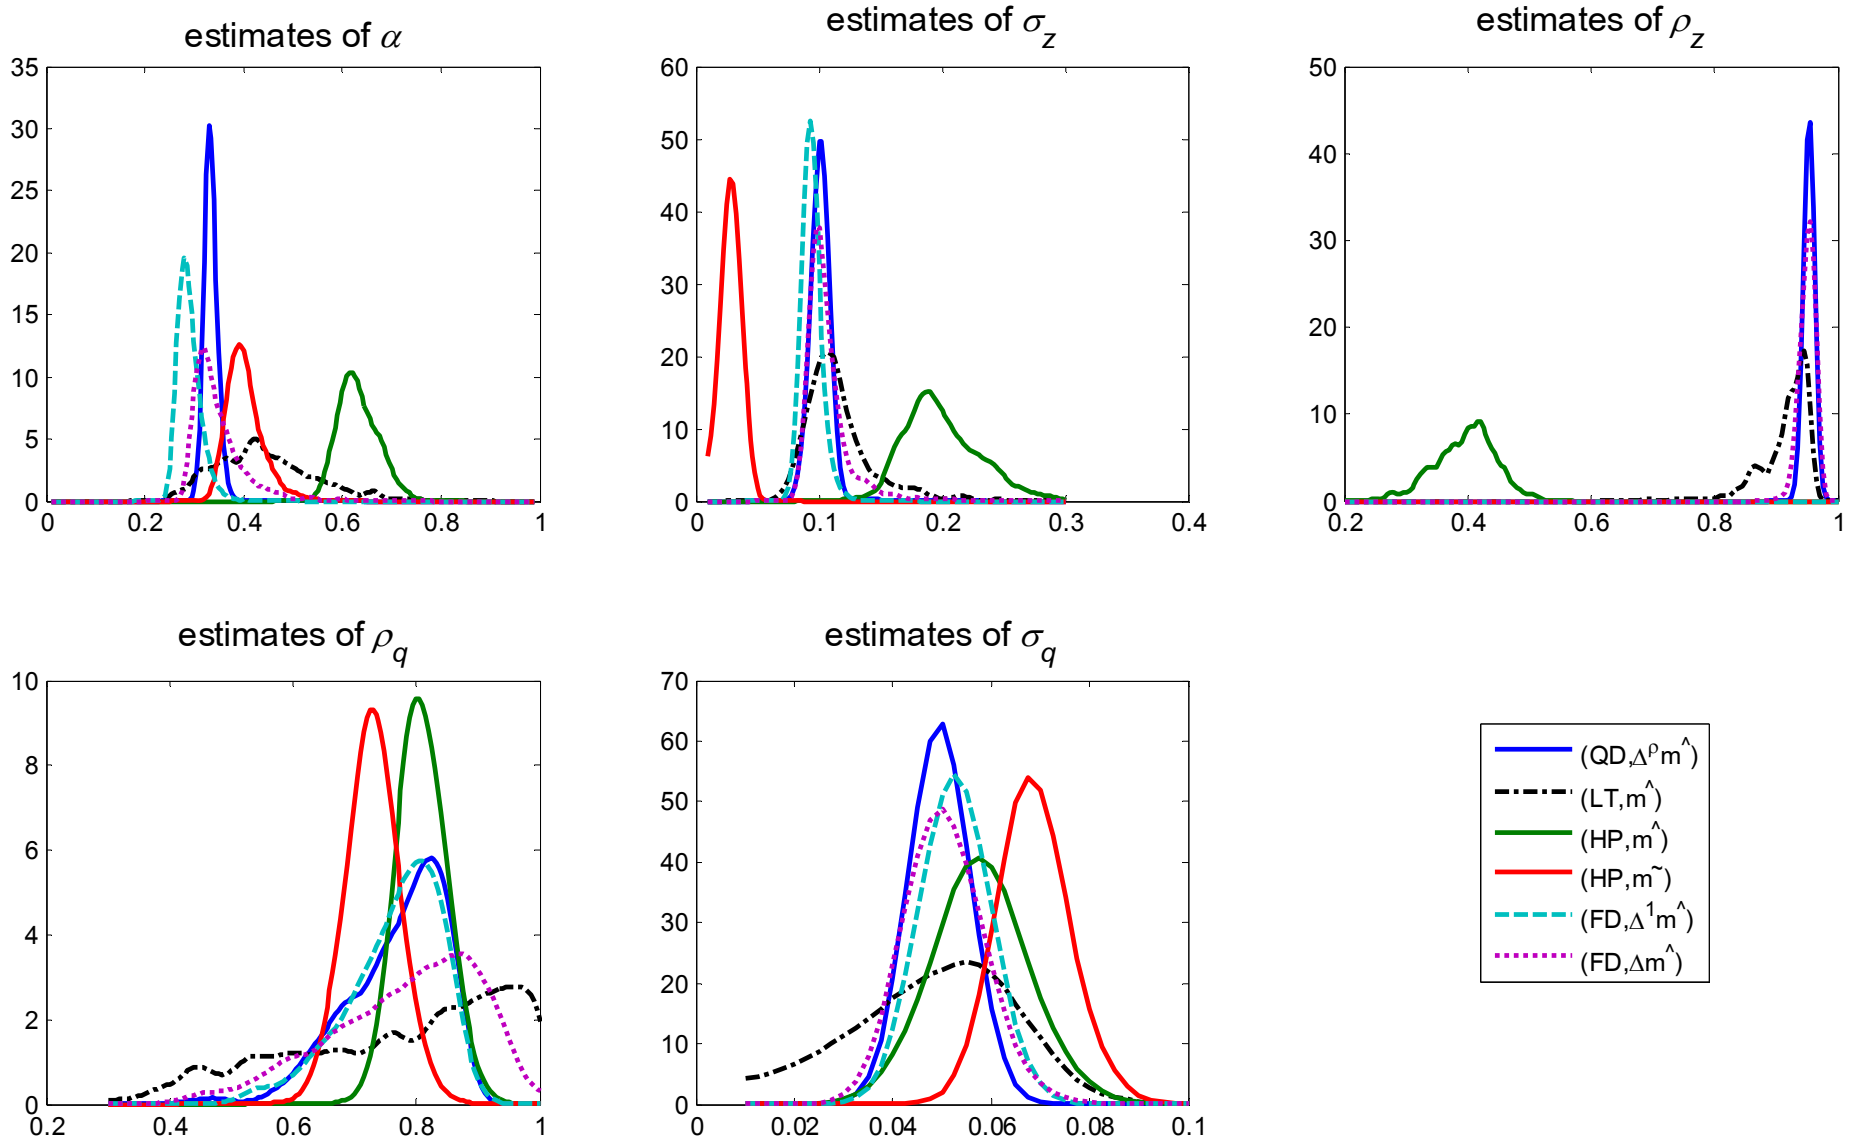 estimates of α
35
30
25
20
15
10
5
0
0 0.2 0.4 0.6 0.8 1
estimates of σ_z
60
50
40
30
20
10
0
0 0.1 0.2 0.3 0.4
estimates of ρ_z
50
40
30
20
10
0
0.2 0.4 0.6 0.8 1
estimates of ρ_q
10
8
6
4
2
0
0.2 0.4 0.6 0.8 1
estimates of σ_q
70
60
50
40
30
20
10
0
0 0.02 0.04 0.06 0.08 0.1
(QD,Δ^ρm^)
(LT,m^)
(HP,m^)
(HP,m~)
(FD,Δ¹m^)
(FD,Δm^)